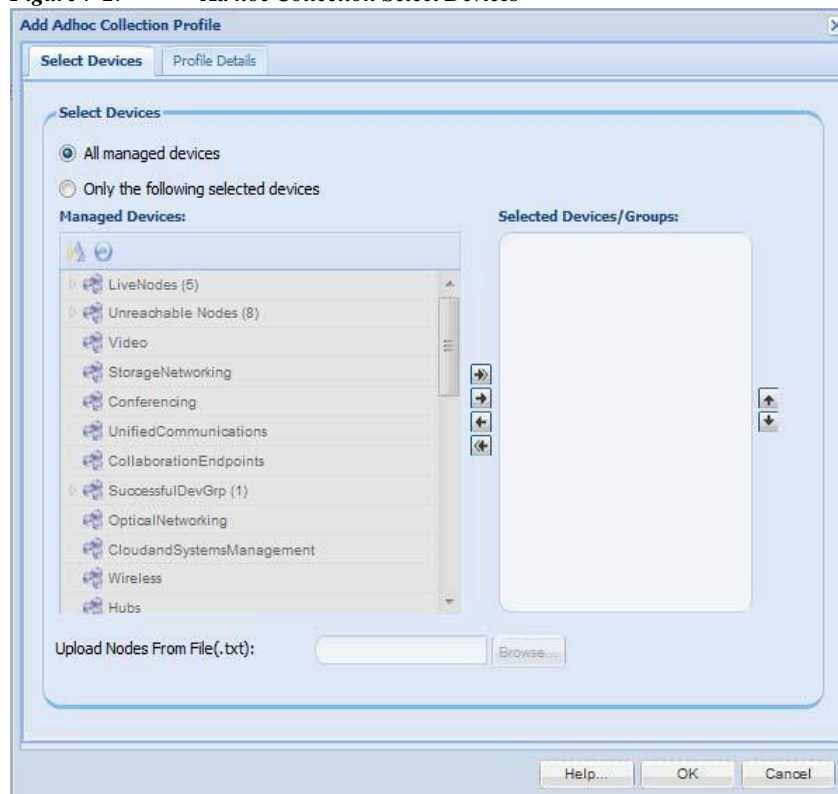 Add Adhoc Collection Profile
Select Devices Profile Details
Select Devices
All managed devices
Only the following selected devices
Managed Devices: Selected Devices/Groups:
LiveNodes (5)
Unreachable Nodes (8)
Video
StorageNetworking
Conferencing
UnifiedCommunications
CollaborationEndpoints
SuccessfulDevGrp (1)
OpticalNetworking
CloudandSystemsManagement
Wireless
Hubs
Upload Nodes From File(.txt): Browse...
Help... OK Cancel